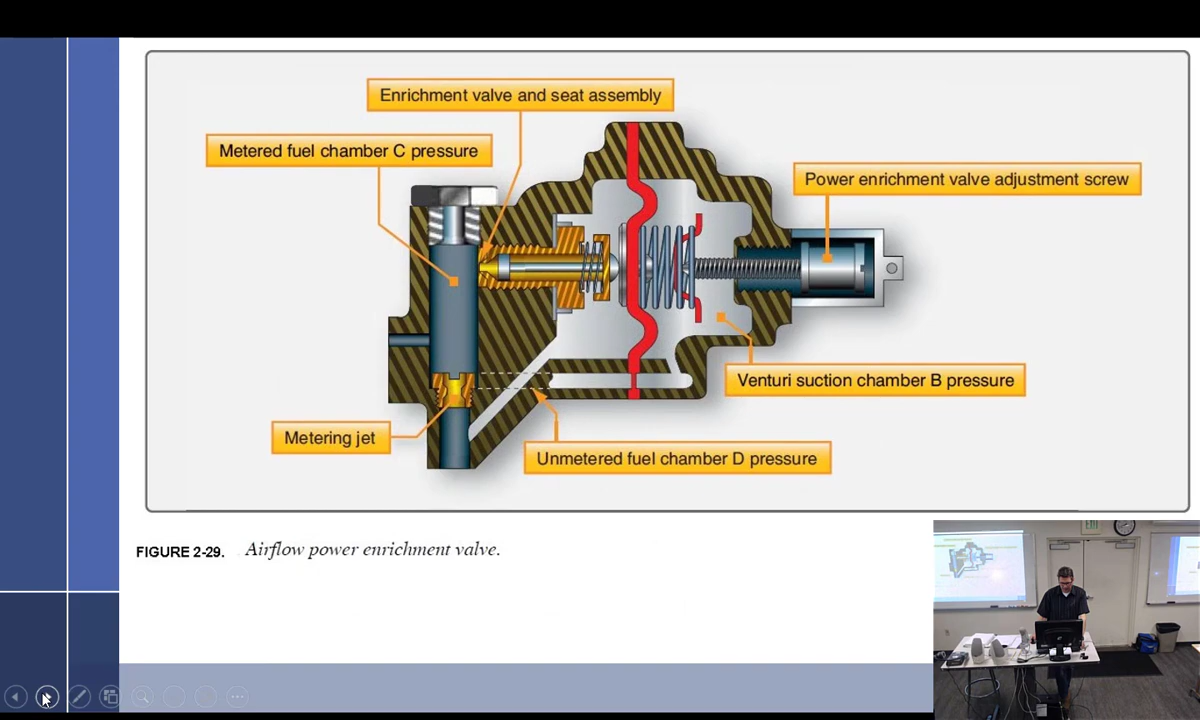 Enrichment valve and seat assembly
Metered fuel chamber C pressure
Power enrichment valve adjustment screw
Venturi suction chamber B pressure
Metering jet
Unmetered fuel chamber D pressure
FIGURE 2-29. Airflow power enrichment valve.